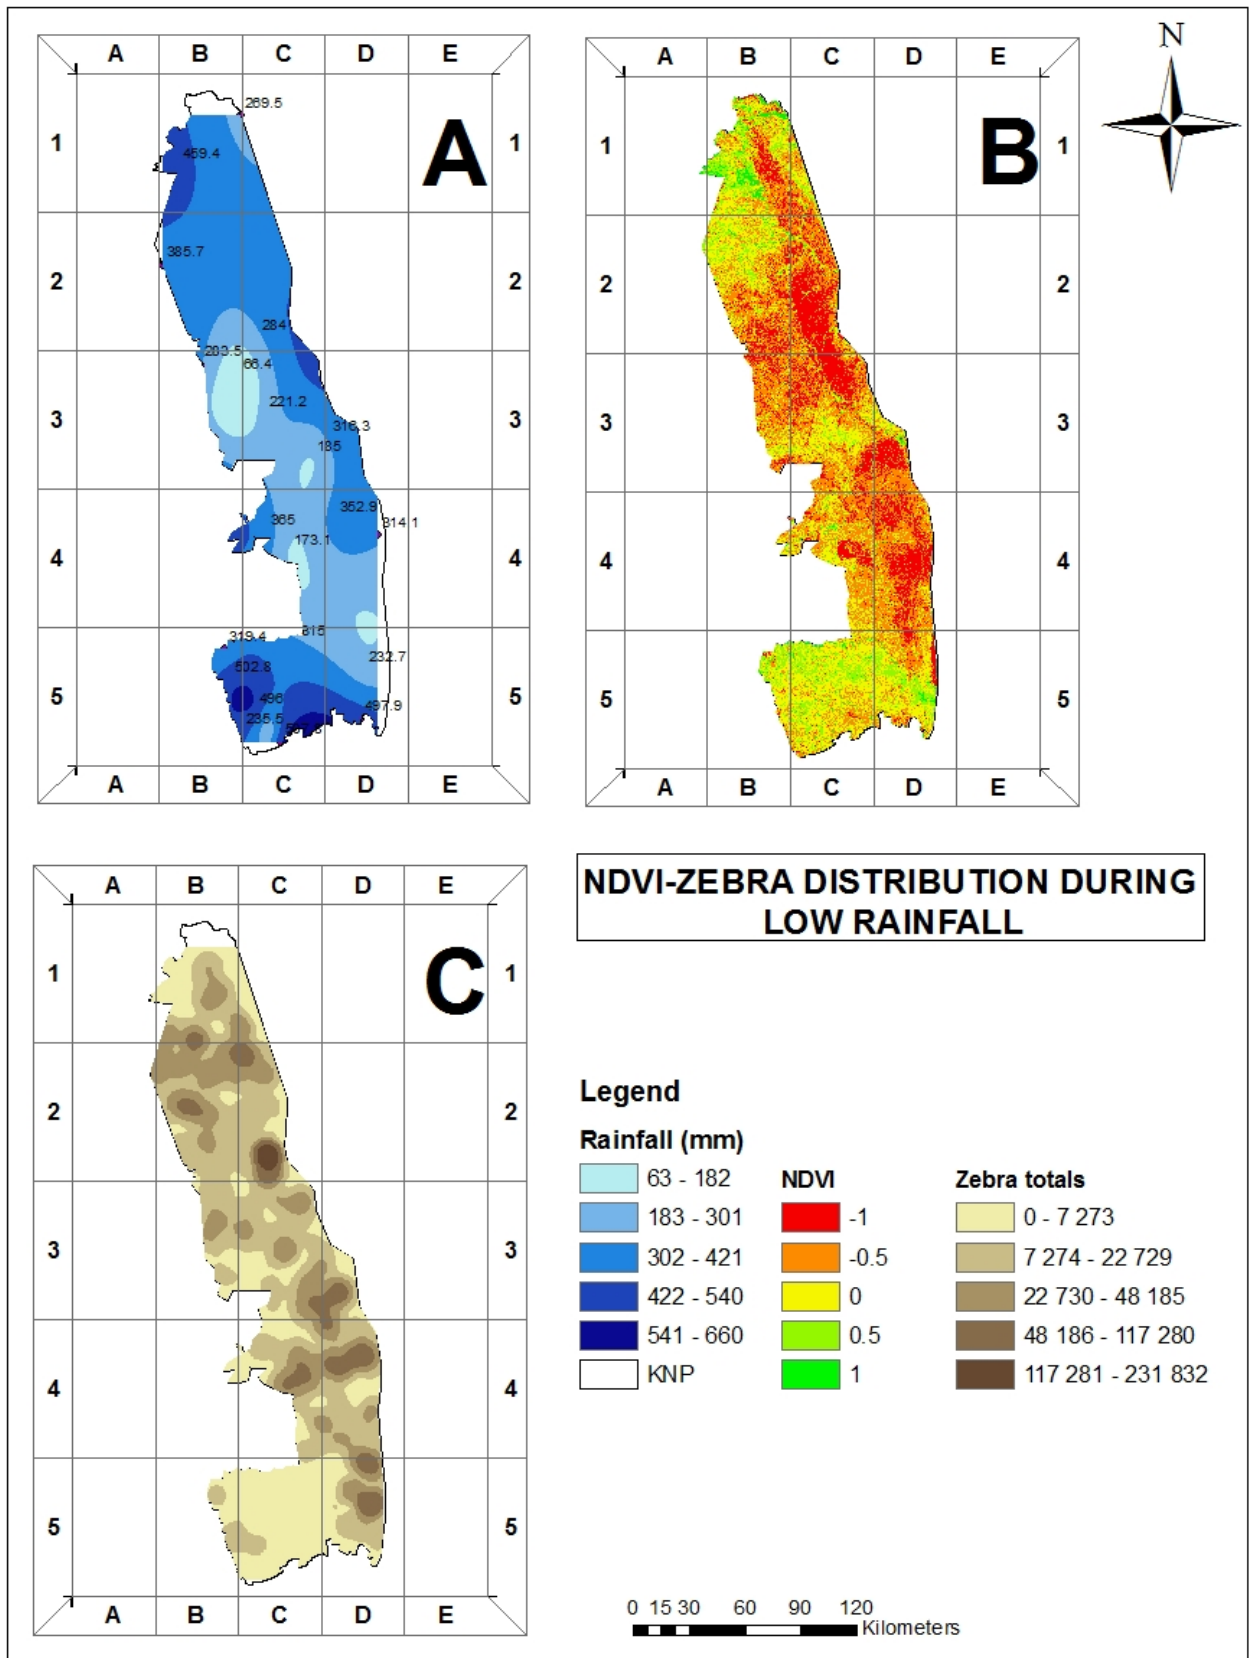 N
A B C D E
A B C D E
269.5
1 459.4 A 1
1 B 1
385.7
2 2
2 2
284
203.5
66.4
221.2
3 316.3 3
3 3
185
352.9
365 314.1
173.1
4 4
4 4
319.4 815
232.7
502.8
5 496 5
5 5
497.9
235.5
A B C D E
A B C D E
NDVI-ZEBRA DISTRIBUTION DURING
LOW RAINFALL
A B C D E
1 C 1
2 2
3 3
4 4
5 5
A B C D E
Legend
Rainfall (mm)
63 - 182
183 - 301
302 - 421
422 - 540
541 - 660
KNP
NDVI
-1
-0.5
0
0.5
1
Zebra totals
0 - 7 273
7 274 - 22 729
22 730 - 48 185
48 186 - 117 280
117 281 - 231 832
0 15 30 60 90 120
Kilometers